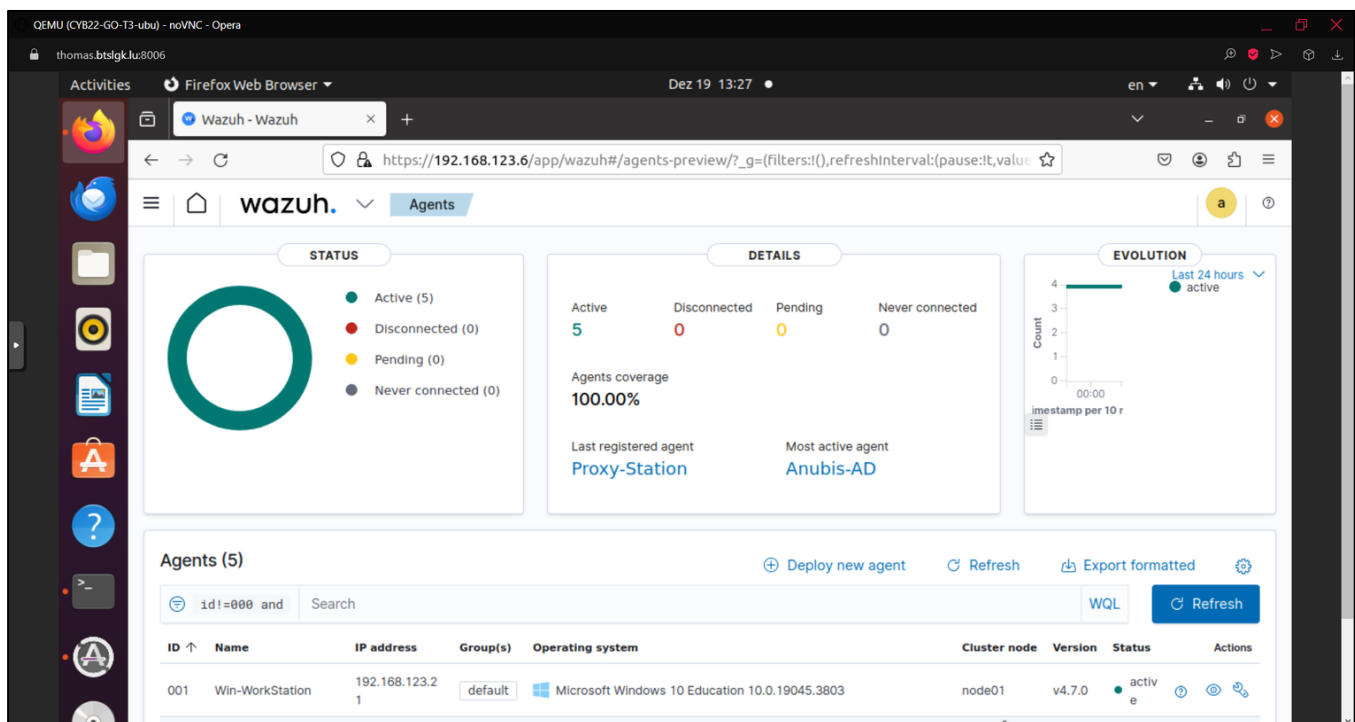 QEMU (CYB22-GO-T3-ubu) - noVNC - Opera
thomas.btslgk.lu:8006
Activities Firefox Web Browser Dez 19 13:27 en
Wazuh - Wazuh
https://192.168.123.6/app/wazuh#/agents-preview/?_g=(filters:!(),refreshInterval:(pause:!t,value
wazuh. Agents a
STATUS
Active (5)
Disconnected (0)
Pending (0)
Never connected (0)
DETAILS
Active Disconnected Pending Never connected
5 0 0 0
Agents coverage
100.00%
Last registered agent Most active agent
Proxy-Station Anubis-AD
EVOLUTION
Last 24 hours
active
Count
4
3
2
1
0
00:00
imestamp per 10 r
Agents (5) Deploy new agent Refresh Export formatted
id!=000 and Search WQL Refresh
ID Name IP address Group(s) Operating system Cluster node Version Status Actions
001 Win-WorkStation 192.168.123.2 default Microsoft Windows 10 Education 10.0.19045.3803 node01 v4.7.0 activ
1 e